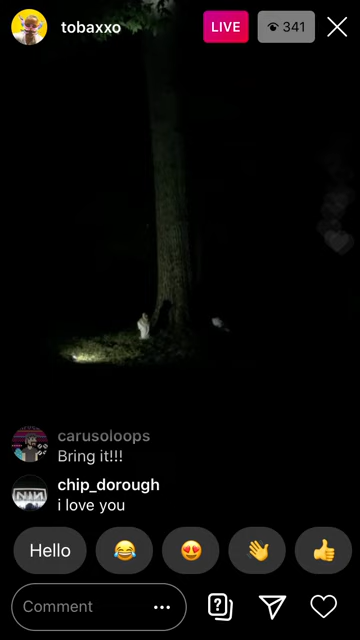 tobaxxo
LIVE
341
carusoloops
Bring it!!!
chip_dorough
i love you
Hello
Comment